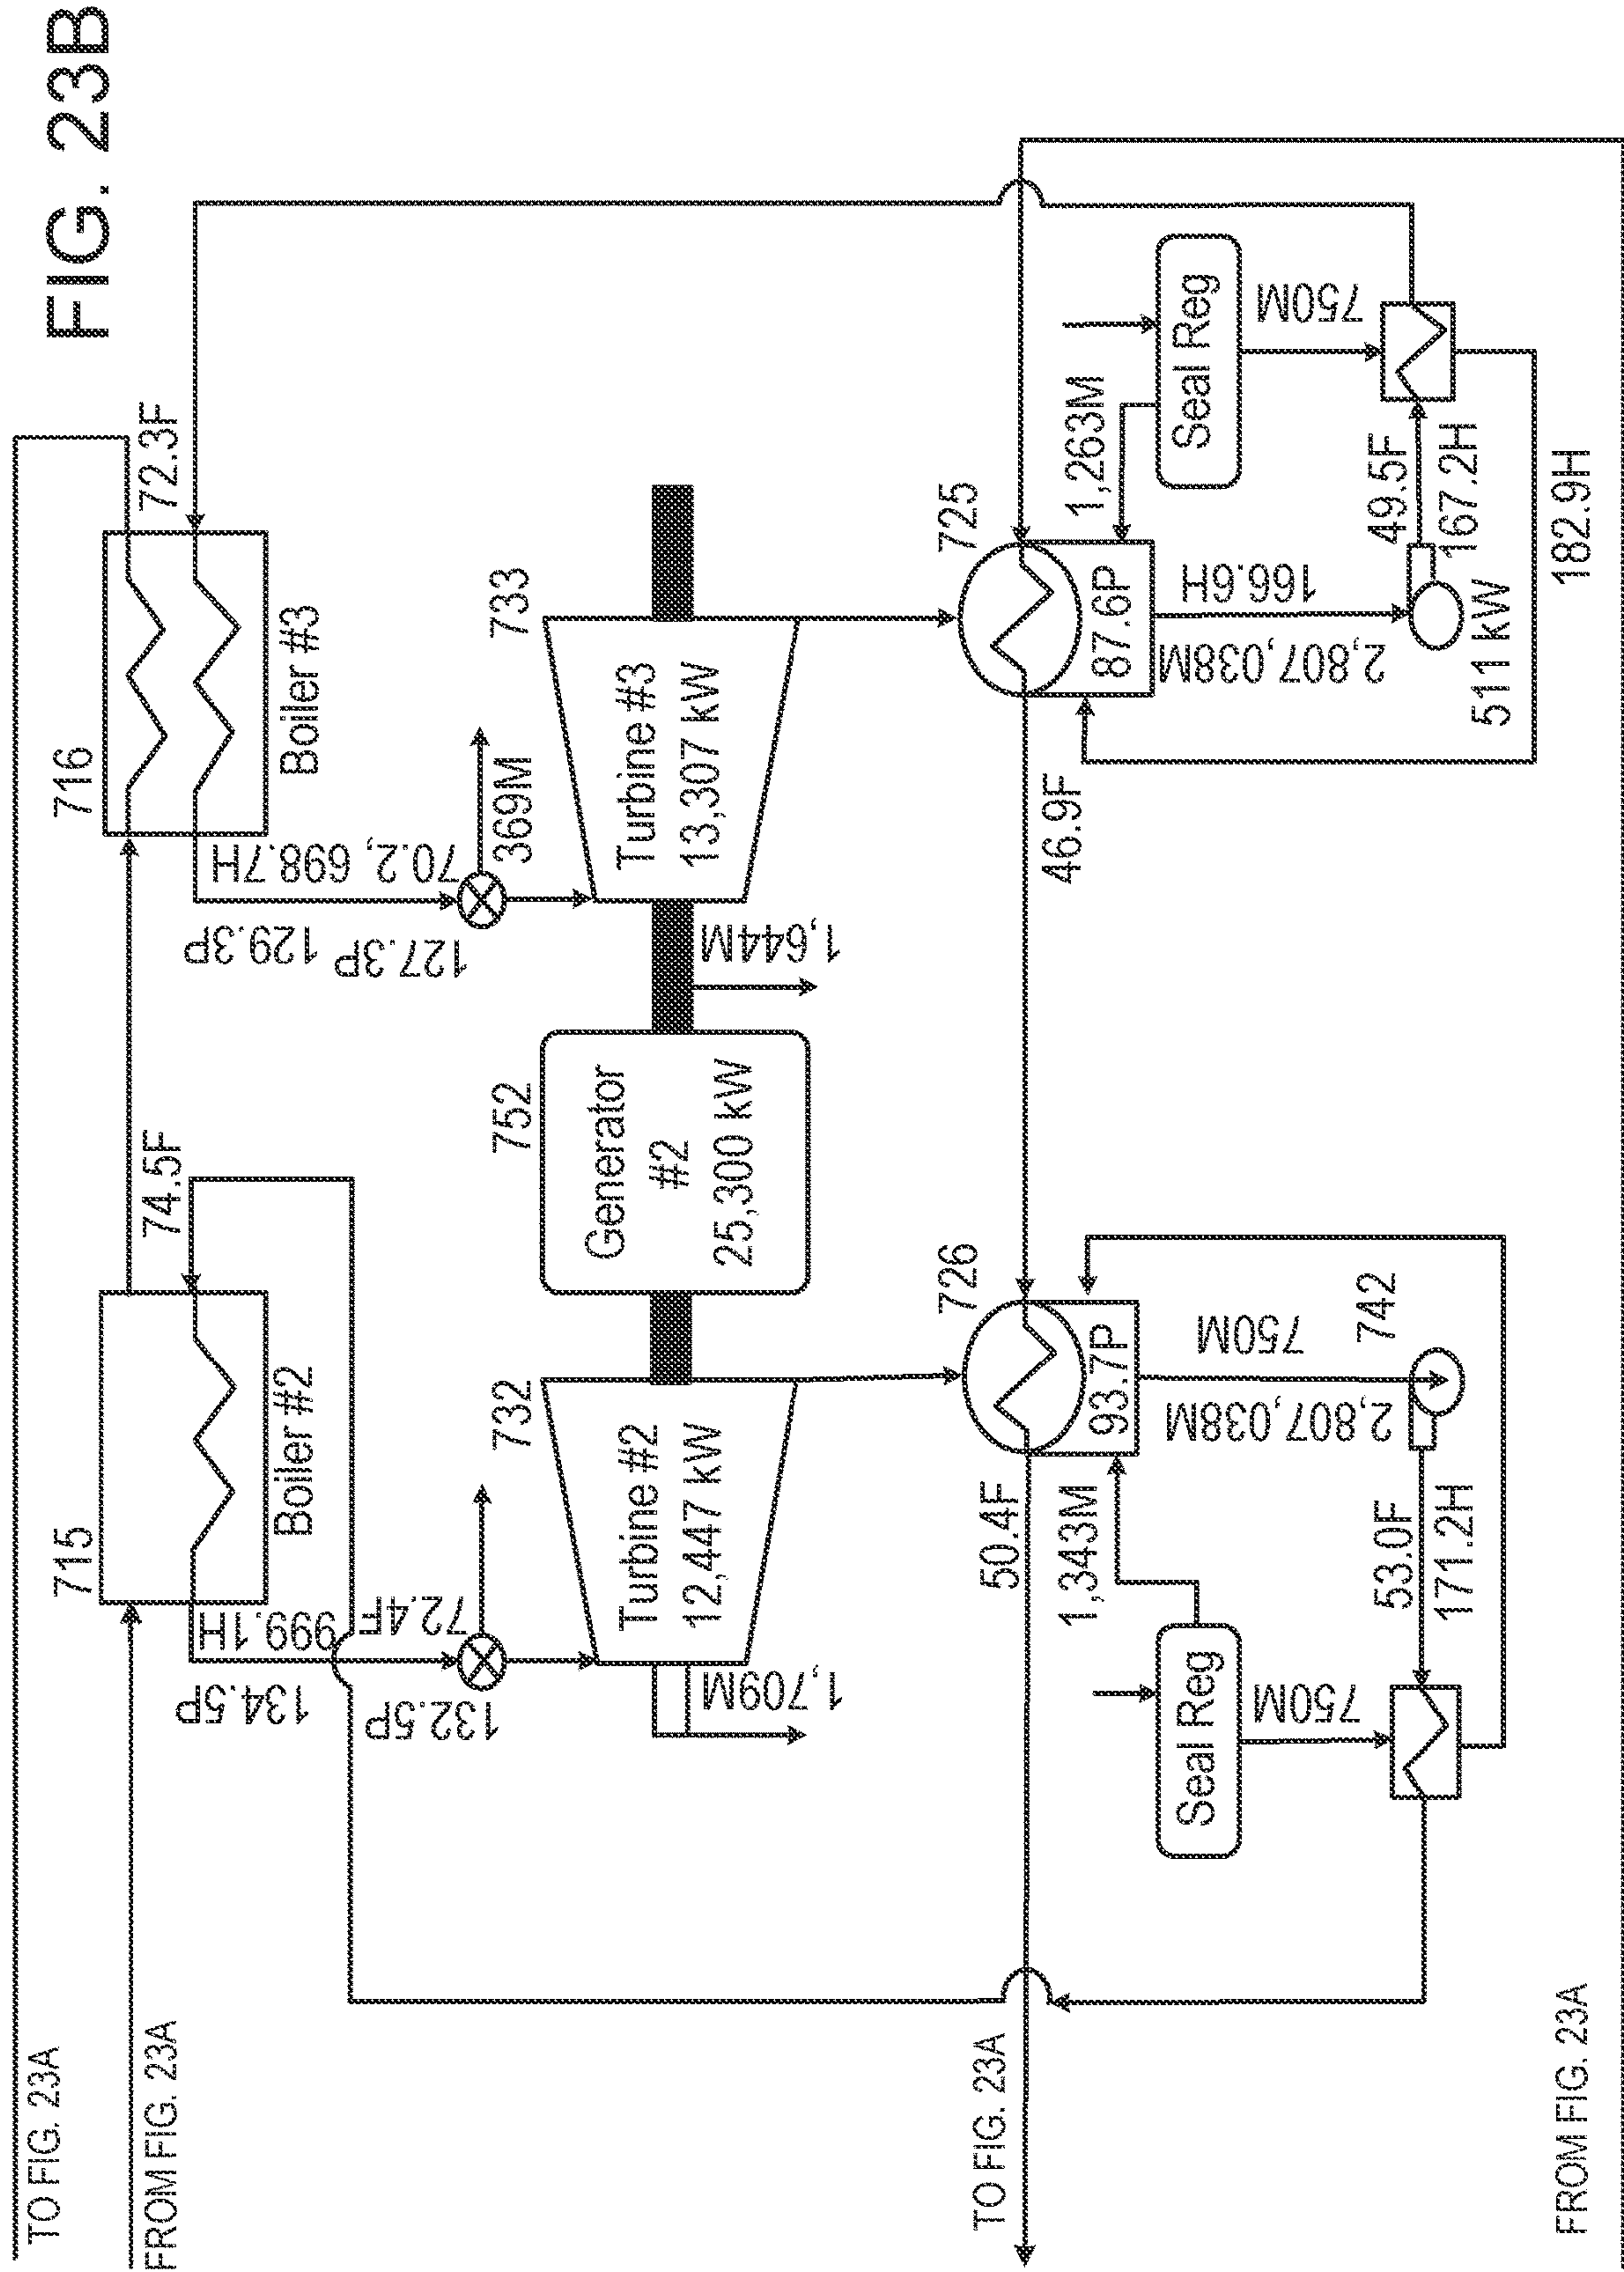 FIG. 23B
TO FIG. 23A
FROM FIG. 23A
715
Boiler #2
74.5F
716
Boiler #3
72.3F
999.1H
134.5P
72.4F
132.5P
70.2, 698.7H
129.3P
127.3P
369M
732
Turbine #2
12,447 kW
1,709M
752
Generator
#2
25,300 kW
1,644M
733
Turbine #3
13,307 kW
TO FIG. 23A
50.4F
726
93.7P
46.9F
725
87.6P
1,343M
1,263M
Seal Reg
750M
750M
2,807,038M
742
53.0F
171.2H
166.6H
2,807,038M
Seal Reg
750M
49.5F
167.2H
511 kW
182.9H
FROM FIG. 23A